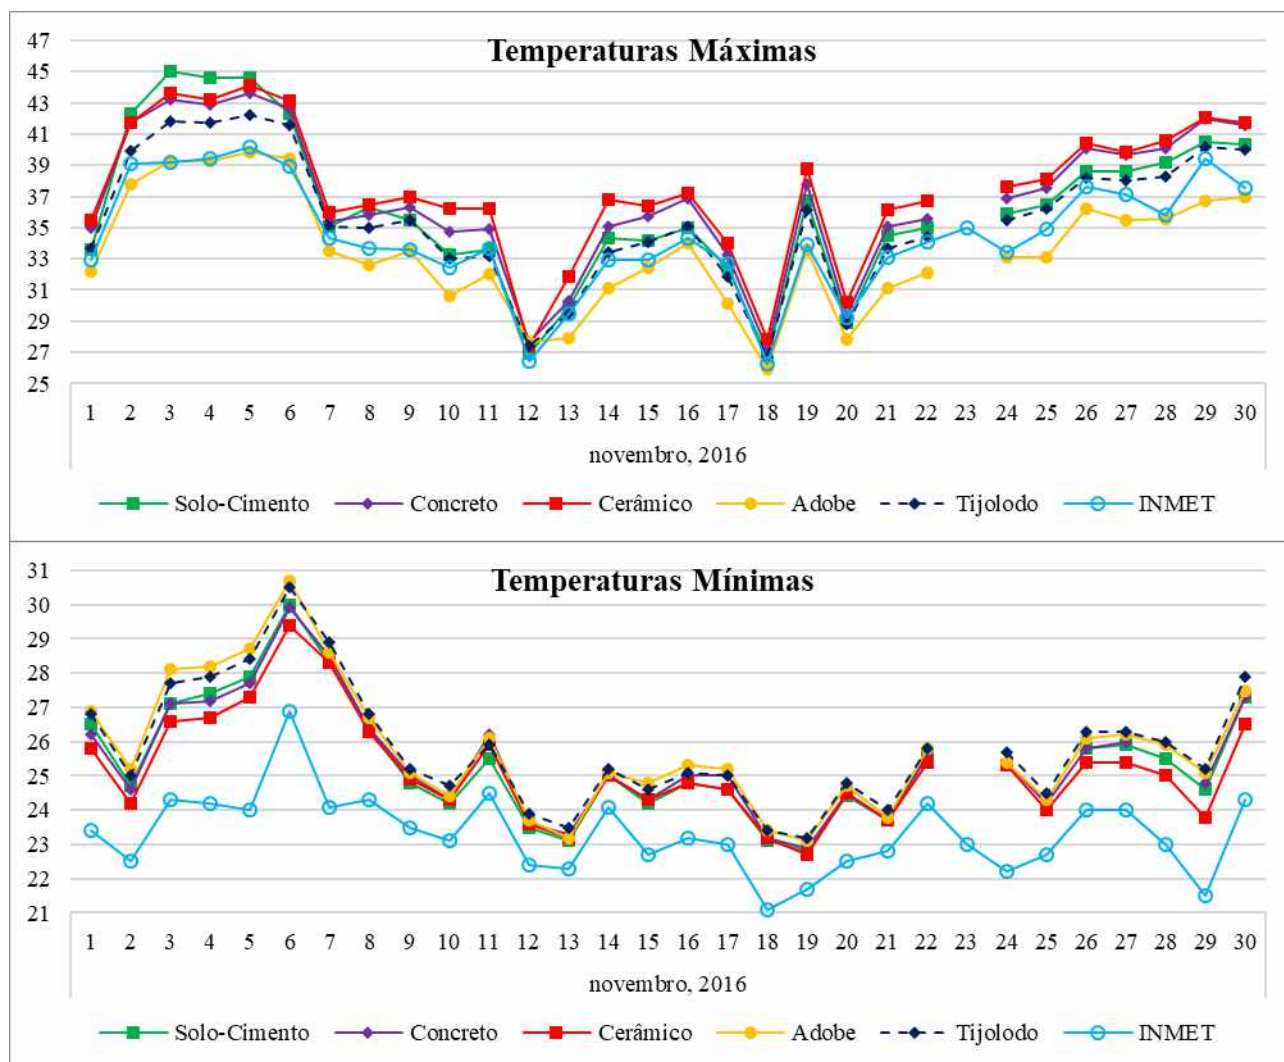 Temperaturas Máximas
47
45
43
41
39
37
35
33
31
29
27
25
1 2 3 4 5 6 7 8 9 10 11 12 13 14 15 16 17 18 19 20 21 22 23 24 25 26 27 28 29 30
novembro, 2016
Solo-Cimento Concreto Cerâmico Adobe Tijolodo INMET
Temperaturas Mínimas
31
30
29
28
27
26
25
24
23
22
21
1 2 3 4 5 6 7 8 9 10 11 12 13 14 15 16 17 18 19 20 21 22 23 24 25 26 27 28 29 30
novembro, 2016
Solo-Cimento Concreto Cerâmico Adobe Tijolodo INMET